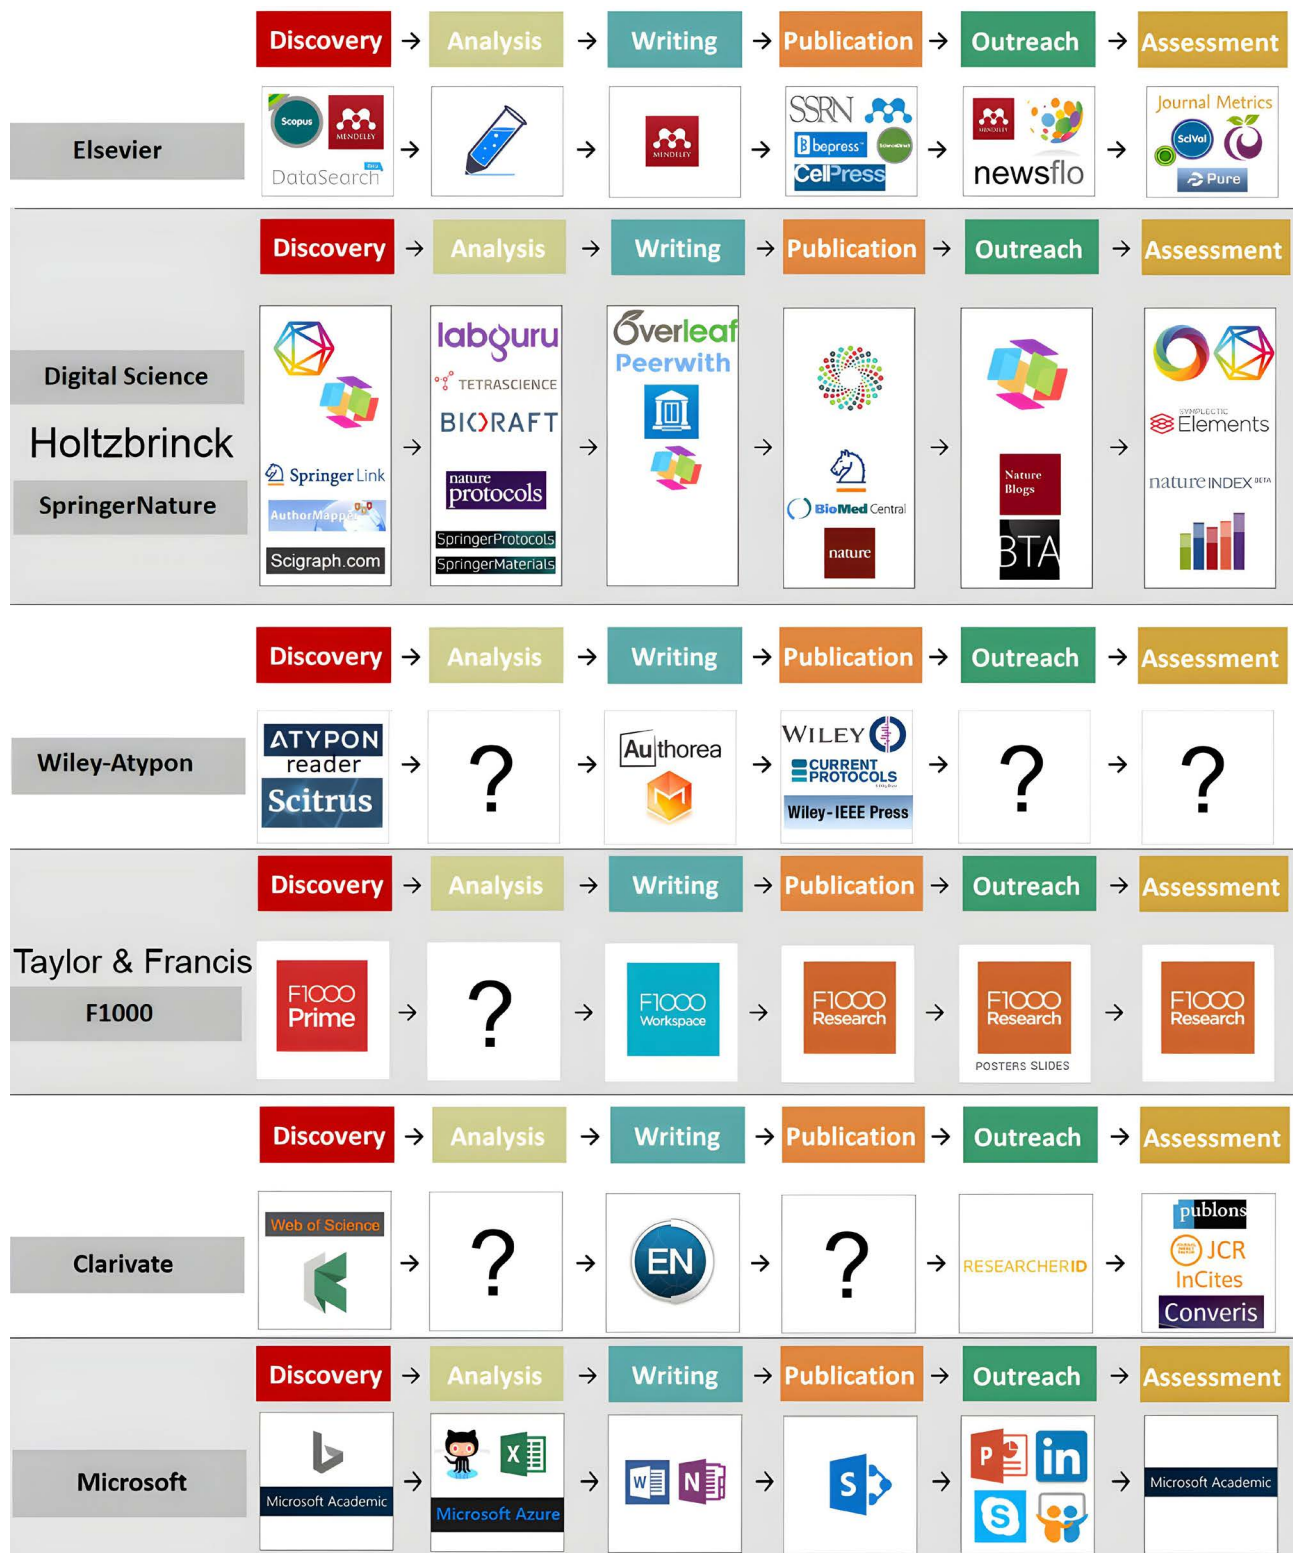 Discovery → Analysis → Writing → Publication → Outreach → Assessment
Elsevier
Scopus
MENDELEY
DataSearch
Beta
MENDELEY
SSRN
bepress™
ScienceDirect
CellPress
MENDELEY
newsflo
Journal Metrics
SciVal
Pure
Discovery → Analysis → Writing → Publication → Outreach → Assessment
Digital Science
Holtzbrinck
SpringerNature
Springer Link
AuthorMapper
Scigraph.com
labguru
TETRASCIENCE
BIORAFT
nature
protocols
SpringerProtocols
SpringerMaterials
Overleaf
Peerwith
BioMed Central
nature
Nature
Blogs
BTA
SYMPLECTIC
Elements
nature INDEX BETA
Discovery → Analysis → Writing → Publication → Outreach → Assessment
Wiley-Atypon
ATYPON
reader
Scitrus
?
Authorea
M
WILEY
CURRENT
PROTOCOLS
Wiley-IEEE Press
?
?
Discovery → Analysis → Writing → Publication → Outreach → Assessment
Taylor & Francis
F1000
F1000
Prime
?
F1000
Workspace
F1000
Research
F1000
Research
POSTERS SLIDES
F1000
Research
Discovery → Analysis → Writing → Publication → Outreach → Assessment
Clarivate
Web of Science
?
EN
?
RESEARCHERID
publons
JCR
InCites
Converis
Discovery → Analysis → Writing → Publication → Outreach → Assessment
Microsoft
Microsoft Academic
X
Microsoft Azure
W
N
S
P
in
S
Microsoft Academic